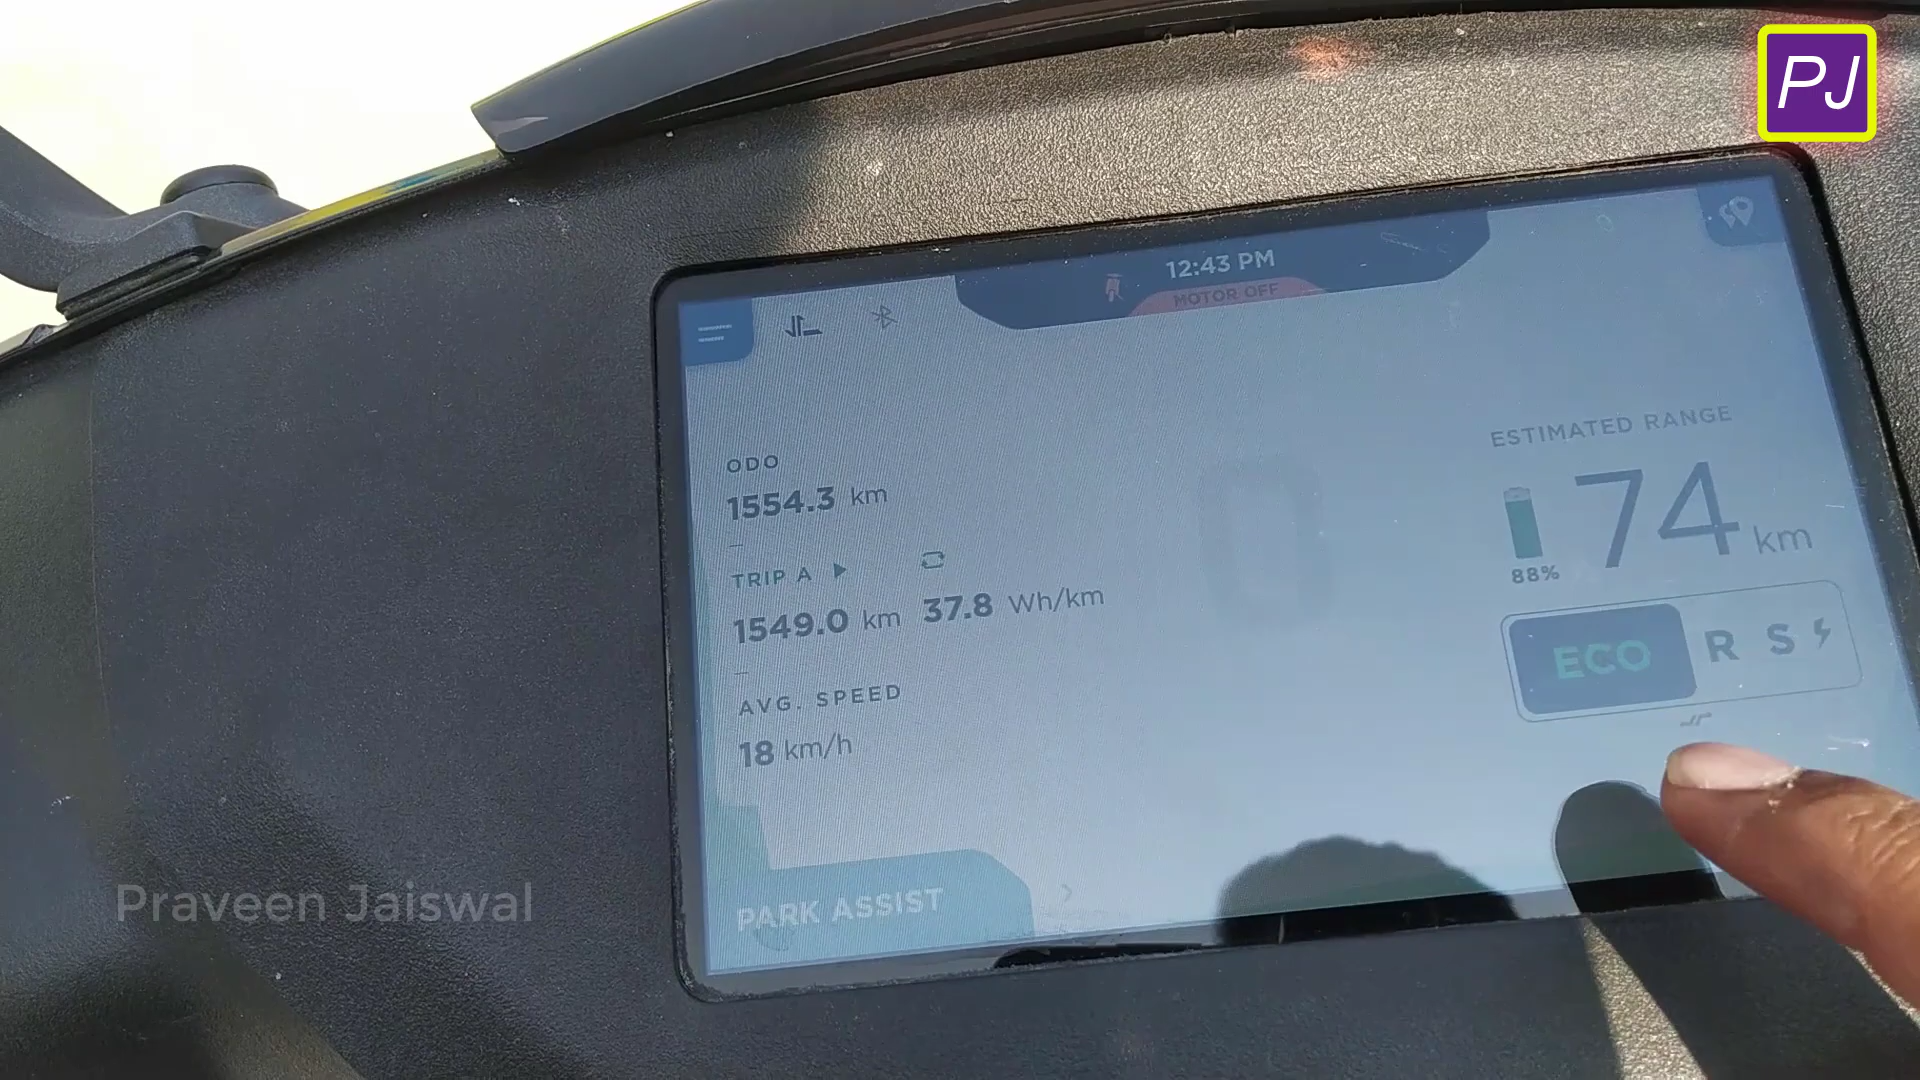 PJ
12:43 PM
MOTOR OFF
ODO
1554.3 km
TRIP A
1549.0 km 37.8 Wh/km
AVG. SPEED
18 km/h
ESTIMATED RANGE
74 km
88%
ECO R S
0
PARK ASSIST
Praveen Jaiswal